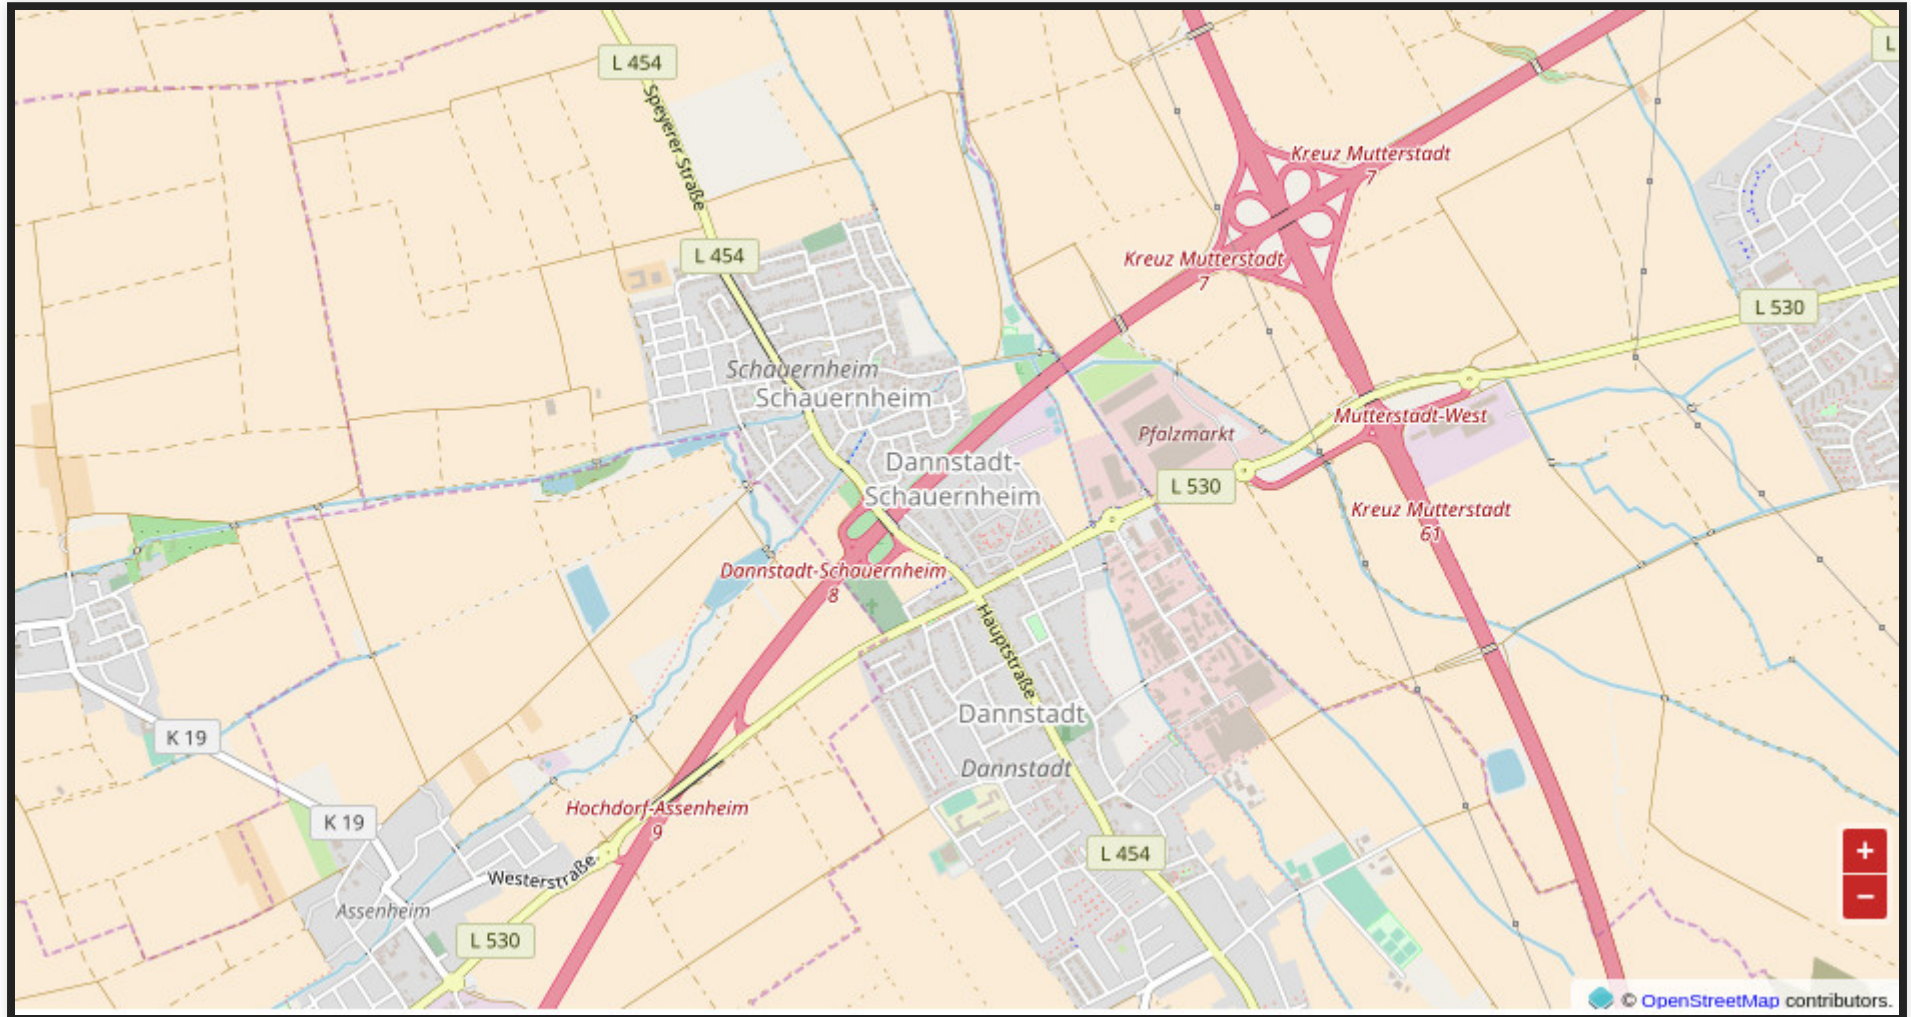 L 454
L
Speyerer Straße
Kreuz Mutterstadt
7
L 454
Kreuz Mutterstadt
7
L 530
Schauernheim
Schauernheim
Mutterstadt-West
Pfalzmarkt
Dannstadt-
Schauernheim
L 530
Kreuz Mutterstadt
61
Dannstadt-Schauernheim
8
Hauptstraße
Dannstadt
K 19
Dannstadt
Hochdorf-Assenheim
9
K 19
L 454
+
Westerstraße
−
Assenheim
L 530
© OpenStreetMap contributors.